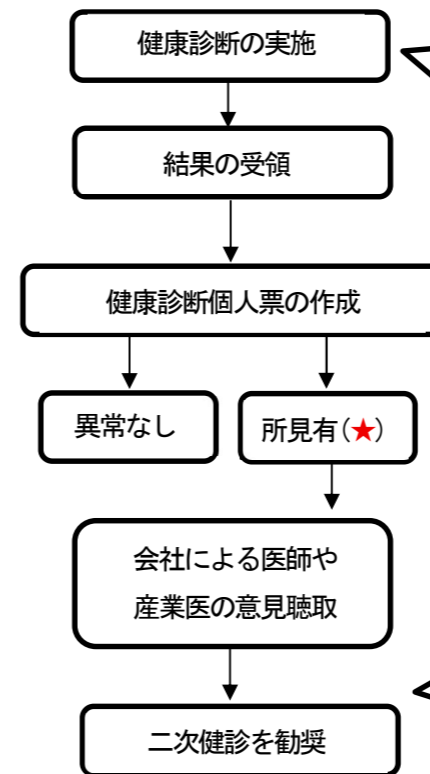 健康診断の実施
結果の受領
健康診断個人票の作成
異常なし
所見有(★)
会社による医師や
産業医の意見聴取
二次健診を勧奨